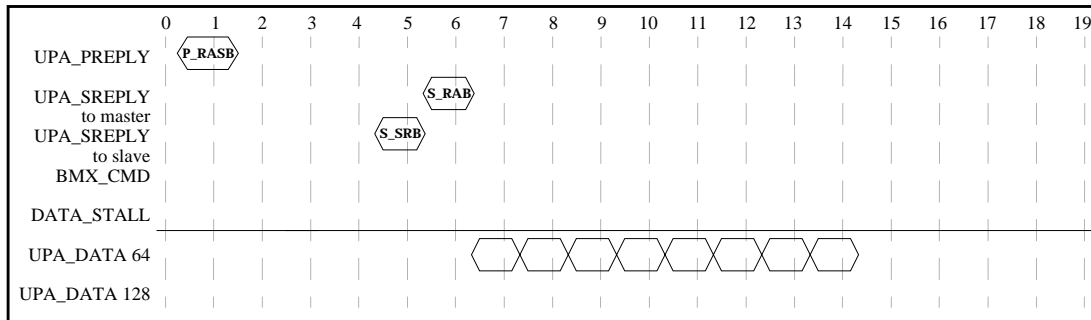 0 1 2 3 4 5 6 7 8 9 10 11 12 13 14 15 16 17 18 19
UPA_PREPLY P_RASB
UPA_SREPLY S_RAB
to master
UPA_SREPLY S_SRB
to slave
BMX_CMD
DATA_STALL
UPA_DATA 64
UPA_DATA 128